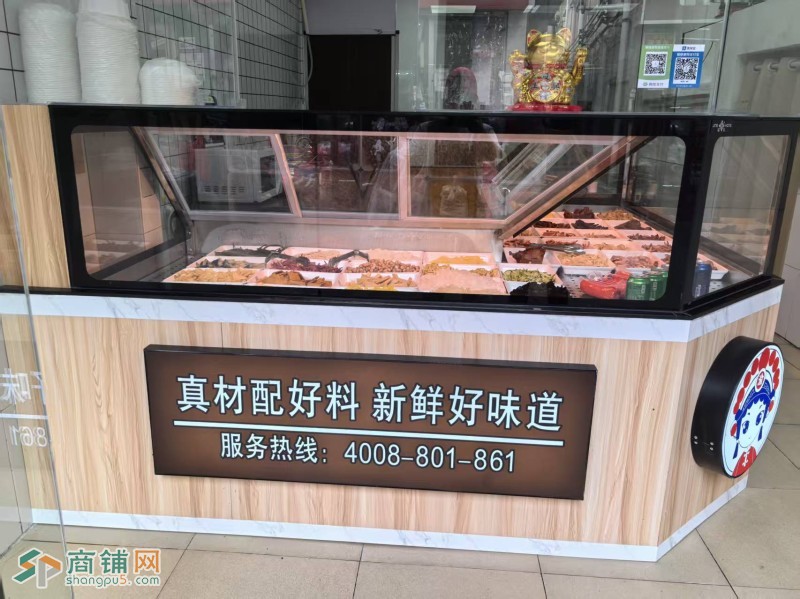 真材配好料 新鲜好味道
服务热线：4008-801-861
861
商铺网
shangpu5.com